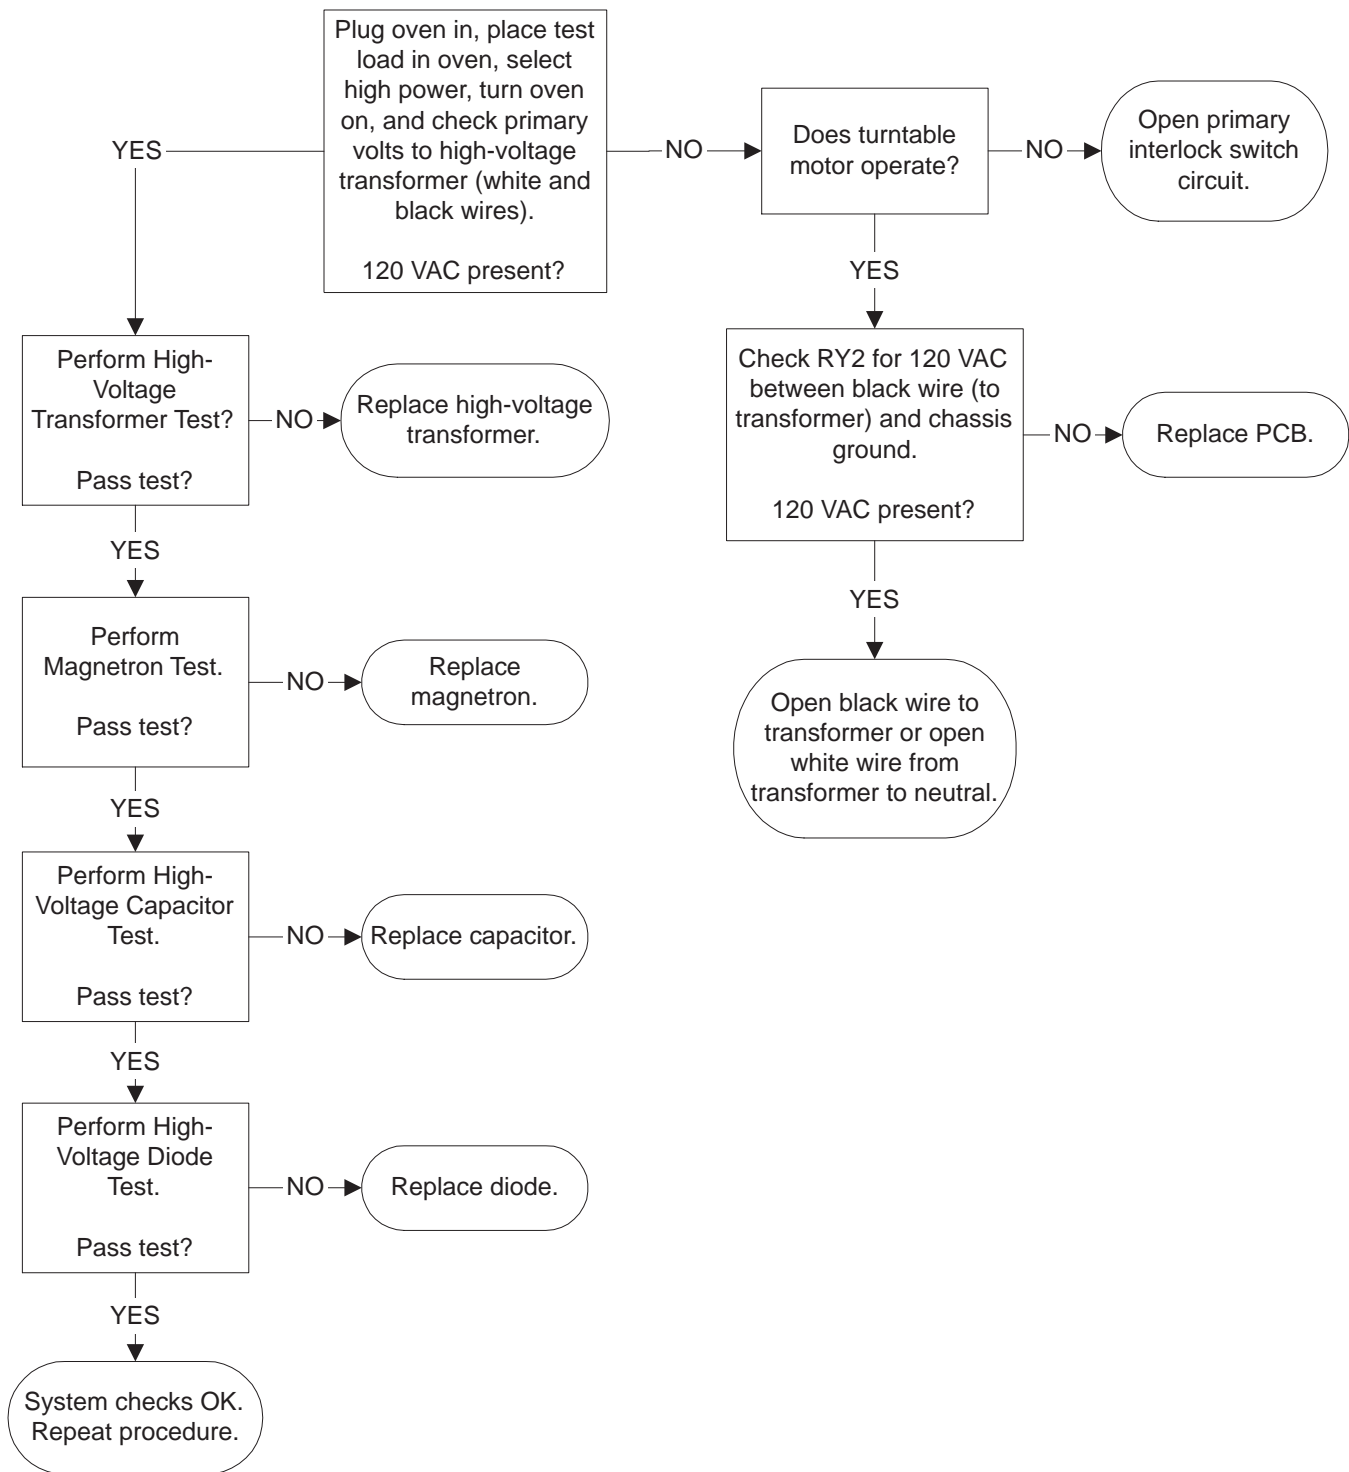 Plug oven in, place test
load in oven, select
high power, turn oven
on, and check primary
volts to high-voltage
transformer (white and
black wires).
120 VAC present?
YES
NO
Does turntable
motor operate?
NO
Open primary
interlock switch
circuit.
YES
Perform High-
Voltage
Transformer Test?
Pass test?
NO
Replace high-voltage
transformer.
Check RY2 for 120 VAC
between black wire (to
transformer) and chassis
ground.
120 VAC present?
NO
Replace PCB.
YES
YES
Perform
Magnetron Test.
Pass test?
NO
Replace
magnetron.
Open black wire to
transformer or open
white wire from
transformer to neutral.
YES
Perform High-
Voltage Capacitor
Test.
Pass test?
NO
Replace capacitor.
YES
Perform High-
Voltage Diode
Test.
Pass test?
NO
Replace diode.
YES
System checks OK.
Repeat procedure.